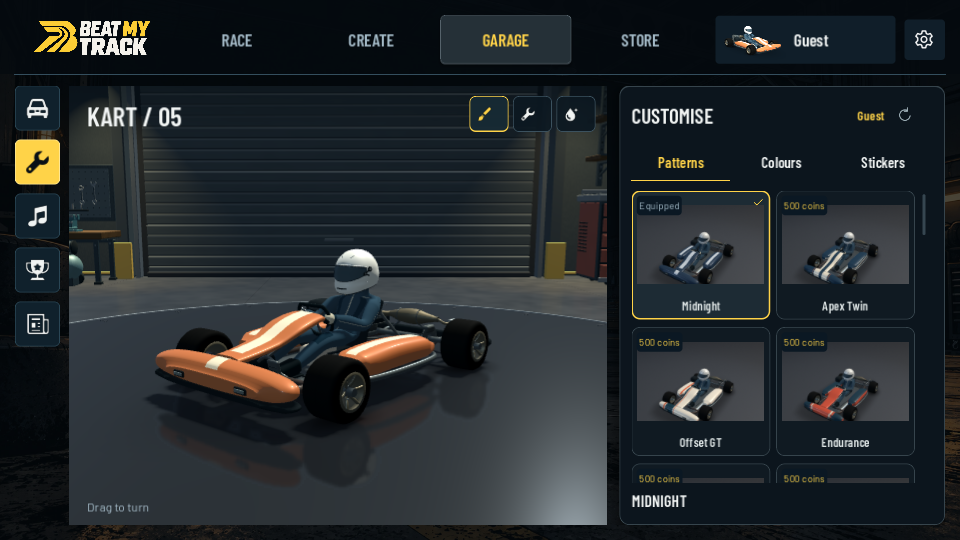 BEAT MY
TRACK
RACE
CREATE
GARAGE
STORE
Guest
KART / 05
CUSTOMISE
Guest
Patterns
Colours
Stickers
Equipped
Midnight
500 coins
Apex Twin
500 coins
Offset GT
500 coins
Endurance
500 coins
500 coins
MIDNIGHT
Drag to turn